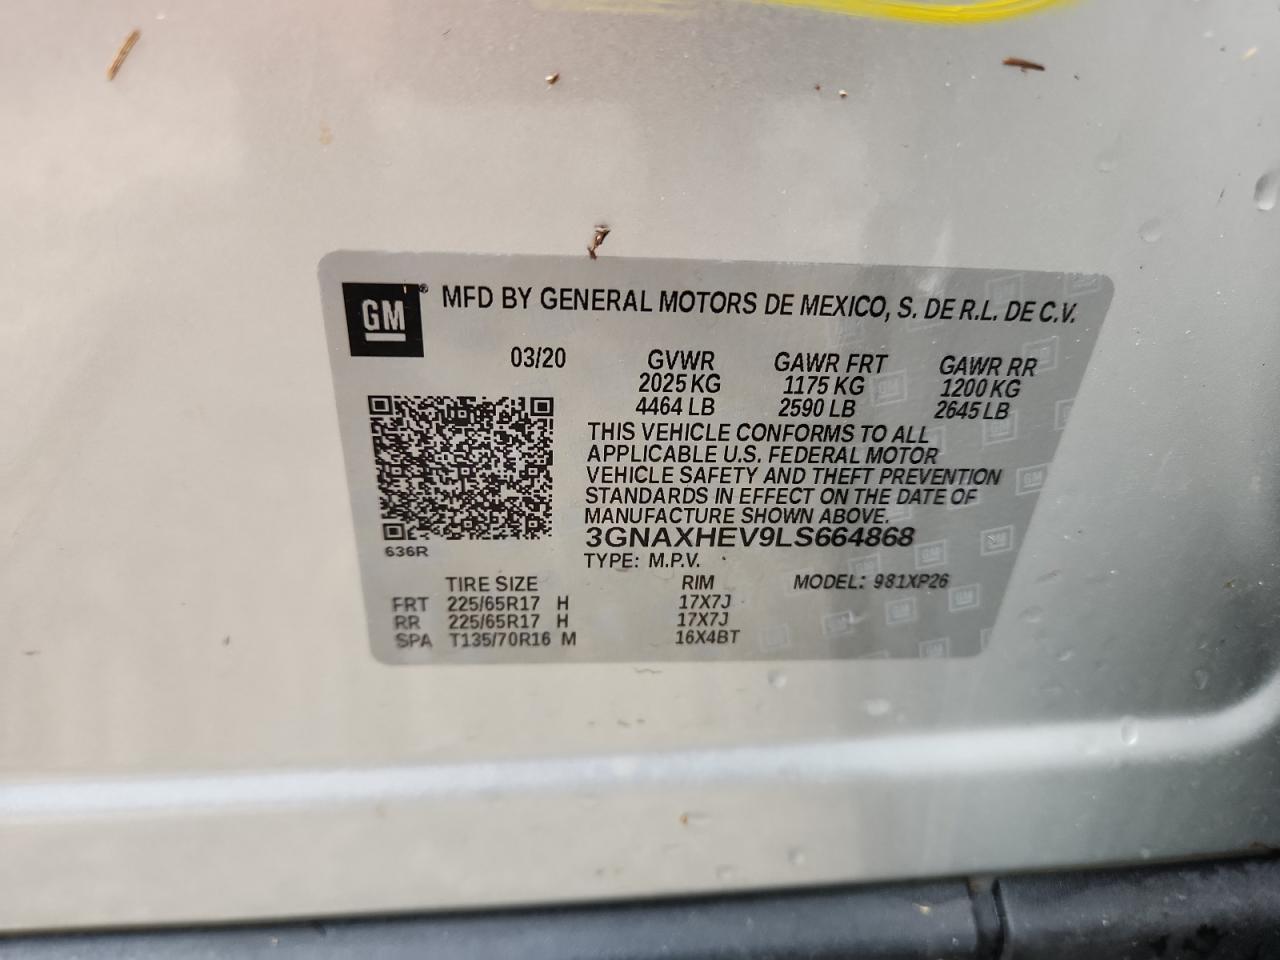 GM® MFD BY GENERAL MOTORS DE MEXICO, S. DE R.L. DE C.V.
03/20 GVWR GAWR FRT GAWR RR
2025 KG 1175 KG 1200 KG
4464 LB 2590 LB 2645 LB
THIS VEHICLE CONFORMS TO ALL
APPLICABLE U.S. FEDERAL MOTOR
VEHICLE SAFETY AND THEFT PREVENTION
STANDARDS IN EFFECT ON THE DATE OF
MANUFACTURE SHOWN ABOVE.
3GNAXHEV9LS664868
636R TYPE: M.P.V.
TIRE SIZE RIM MODEL: 981XP26
FRT 225/65R17 H 17X7J
RR 225/65R17 H 17X7J
SPA T135/70R16 M 16X4BT